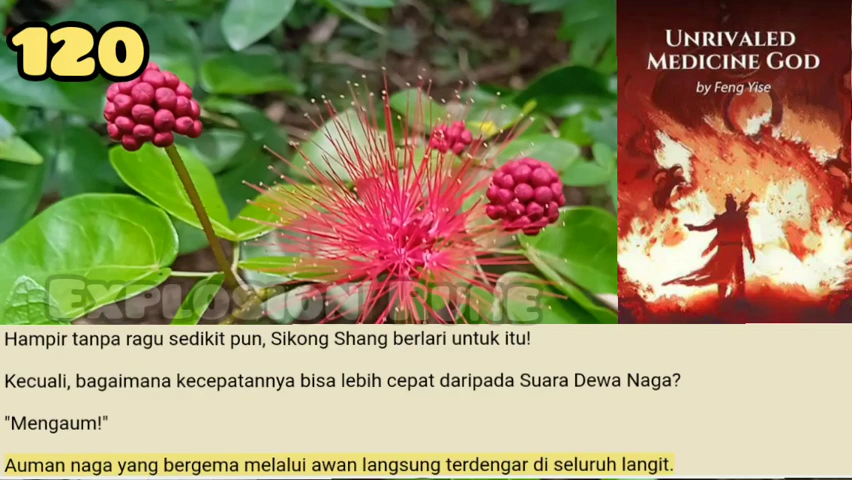 120
UNRIVALED
MEDICINE GOD
by Feng Yise
EXPLOSION RUNE
Hampir tanpa ragu sedikit pun, Sikong Shang berlari untuk itu!
Kecuali, bagaimana kecepatannya bisa lebih cepat daripada Suara Dewa Naga?
"Mengaum!"
Auman naga yang bergema melalui awan langsung terdengar di seluruh langit.